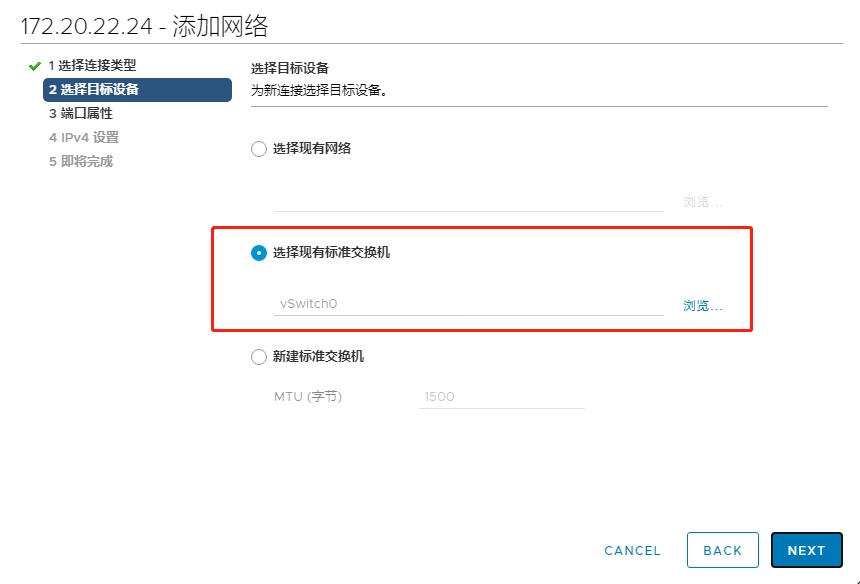 172.20.22.24 - 添加网络
1 选择连接类型
2 选择目标设备
3 端口属性
4 IPv4 设置
5 即将完成
选择目标设备
为新连接选择目标设备。
选择现有网络
浏览...
选择现有标准交换机
vSwitch0
浏览...
新建标准交换机
MTU (字节)
1500
CANCEL
BACK
NEXT